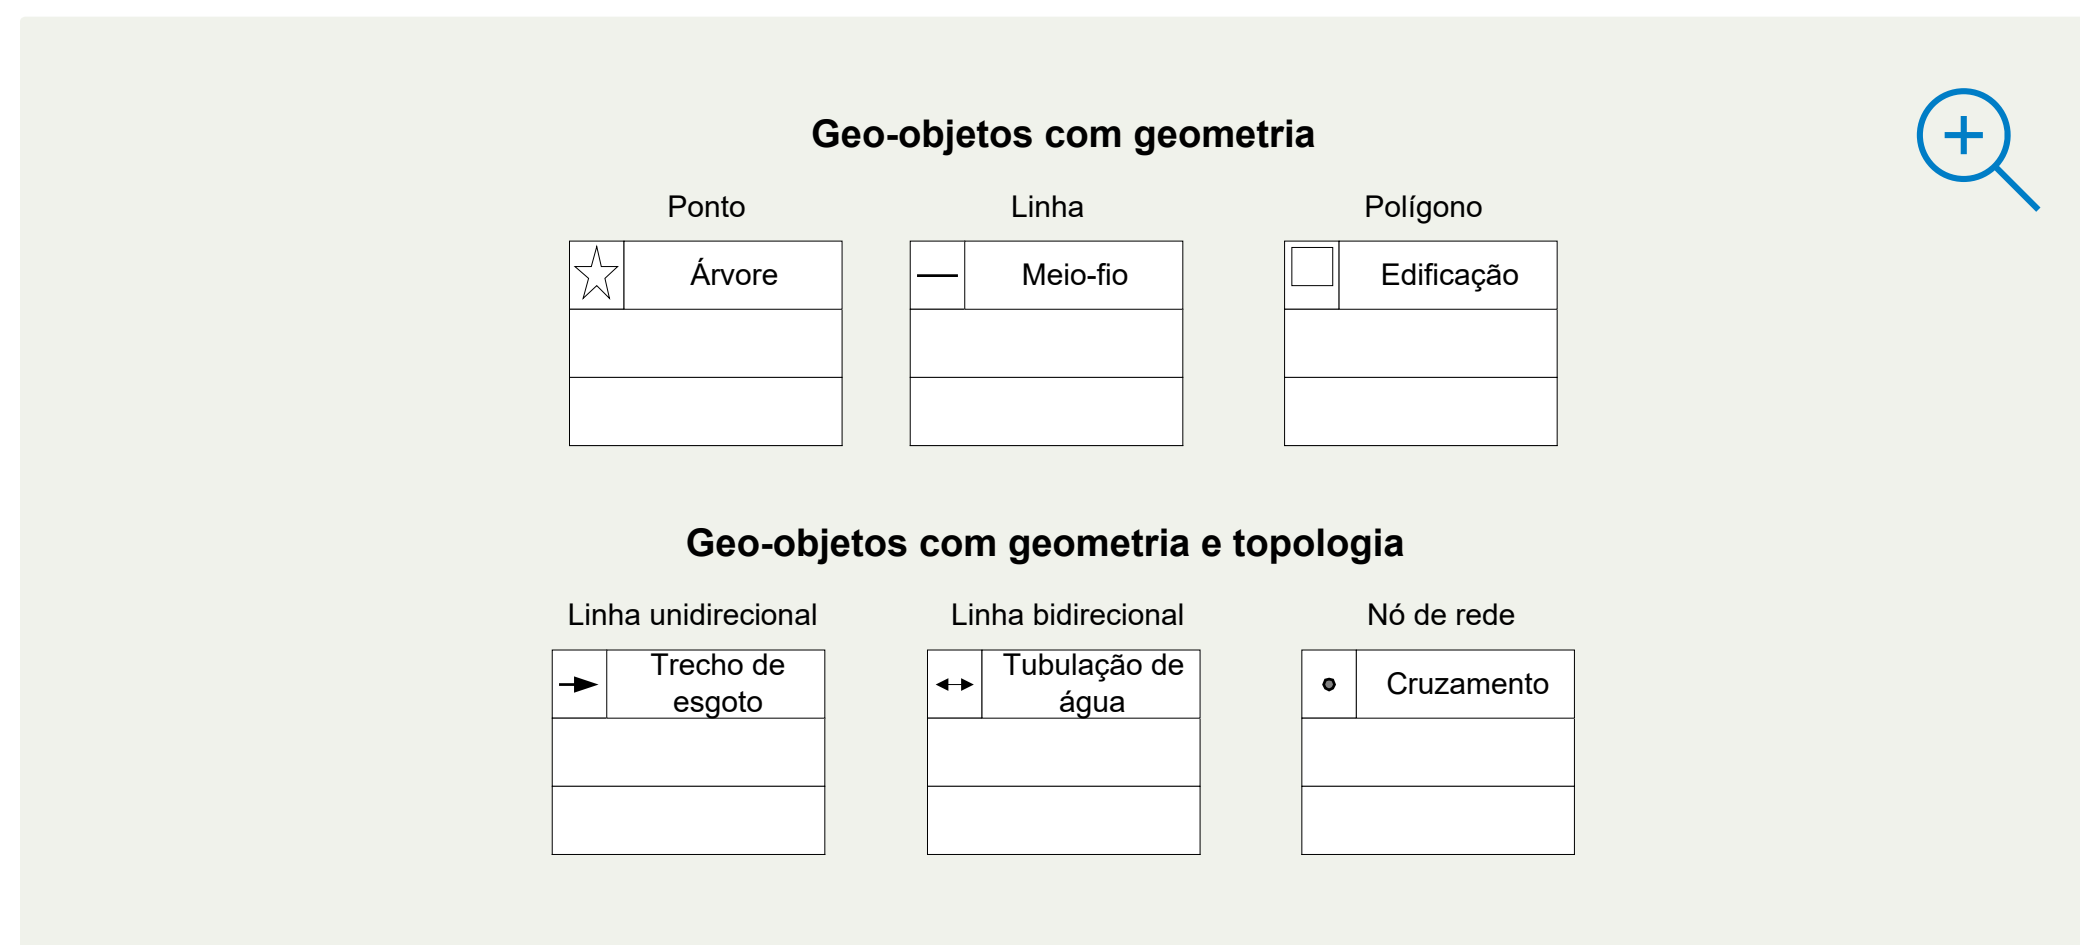 Geo-objetos com geometria
Ponto
Linha
Polígono
Árvore
Meio-fio
Edificação
Geo-objetos com geometria e topologia
Linha unidirecional
Linha bidirecional
Nó de rede
Trecho de
esgoto
Tubulação de
água
Cruzamento